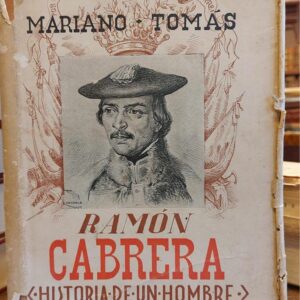 MARIANO · TOMÁS
RAMÓN
CABRERA
‹·HISTORIA·DE·UN·HOMBRE·›